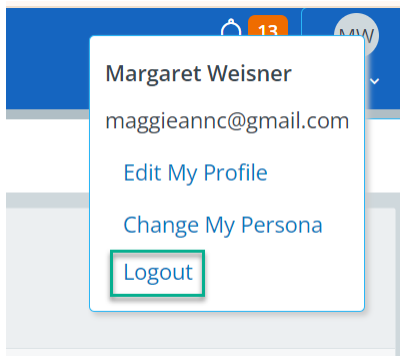 13
MW
Margaret Weisner
maggieannc@gmail.com
Edit My Profile
Change My Persona
Logout